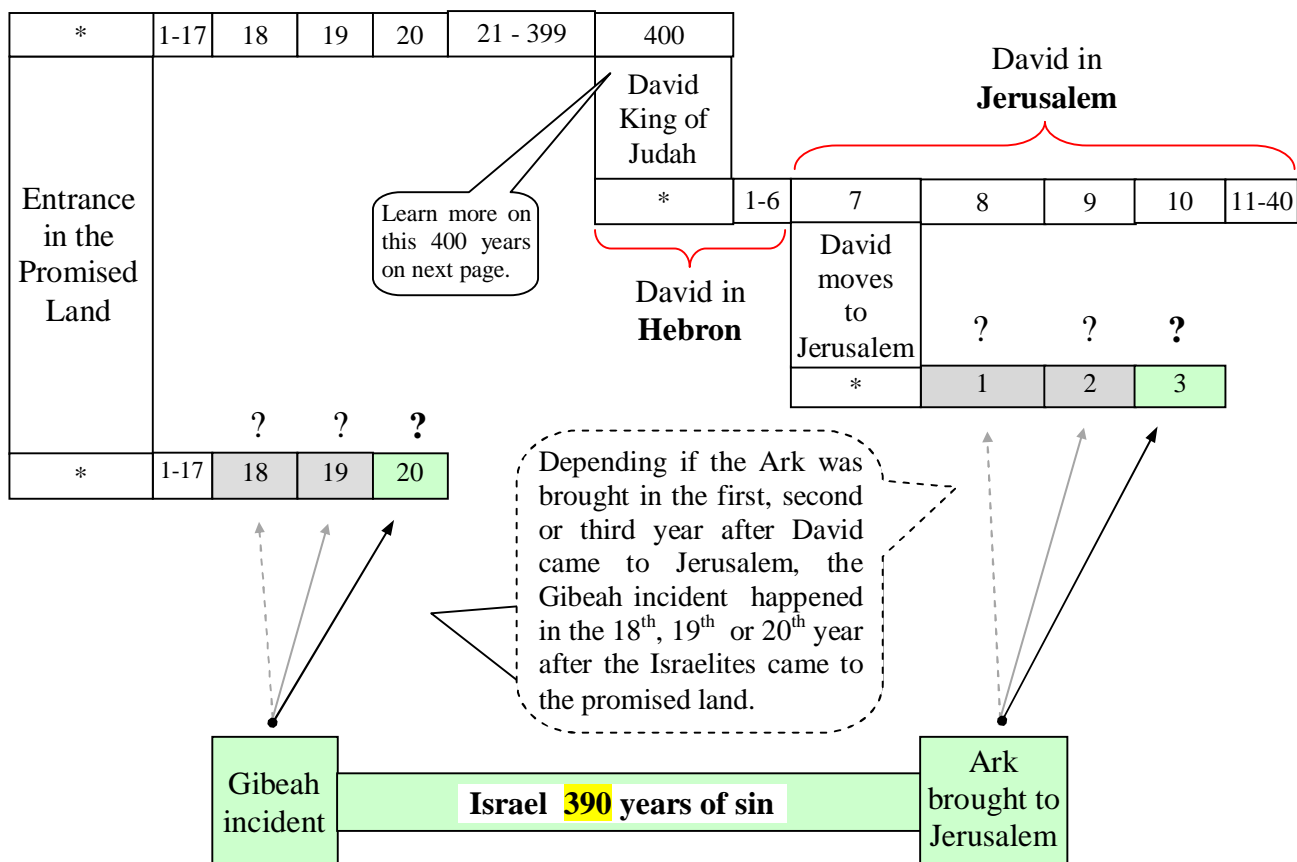 * 1-17 18 19 20 21 - 399 400
David
King of
Judah
David in
Jerusalem
Entrance
in the
Promised
Land
Learn more on
this 400 years
on next page.
* 1-6 7 8 9 10 11-40
David in
Hebron
David
moves
to
Jerusalem
? ? ?
* 1 2 3
? ? ?
* 1-17 18 19 20
Depending if the Ark was
brought in the first, second
or third year after David
came to Jerusalem, the
Gibeah incident happened
in the 18th, 19th or 20th year
after the Israelites came to
the promised land.
Gibeah
incident
Israel 390 years of sin
Ark
brought to
Jerusalem